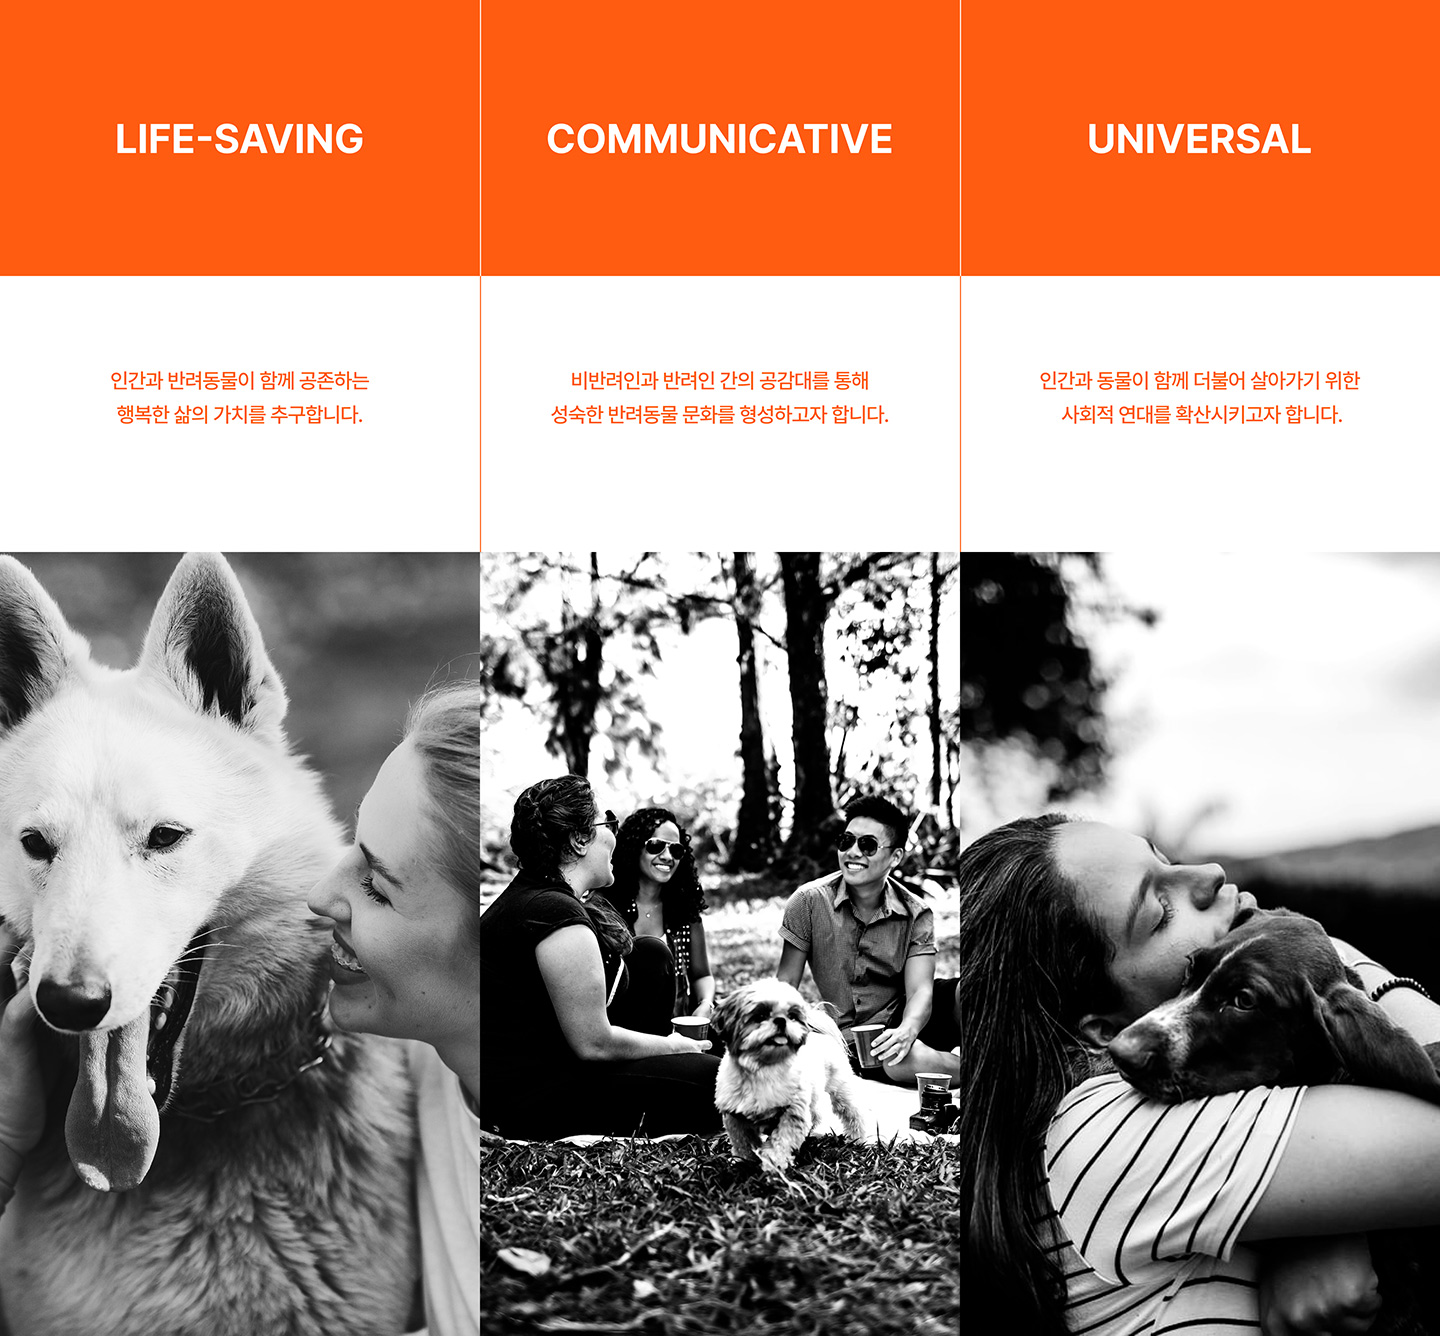 LIFE-SAVING
인간과 반려동물이 함께 공존하는
행복한 삶의 가치를 추구합니다.
COMMUNICATIVE
비반려인과 반려인 간의 공감대를 통해
성숙한 반려동물 문화를 형성하고자 합니다.
UNIVERSAL
인간과 동물이 함께 더불어 살아가기 위한
사회적 연대를 확산시키고자 합니다.